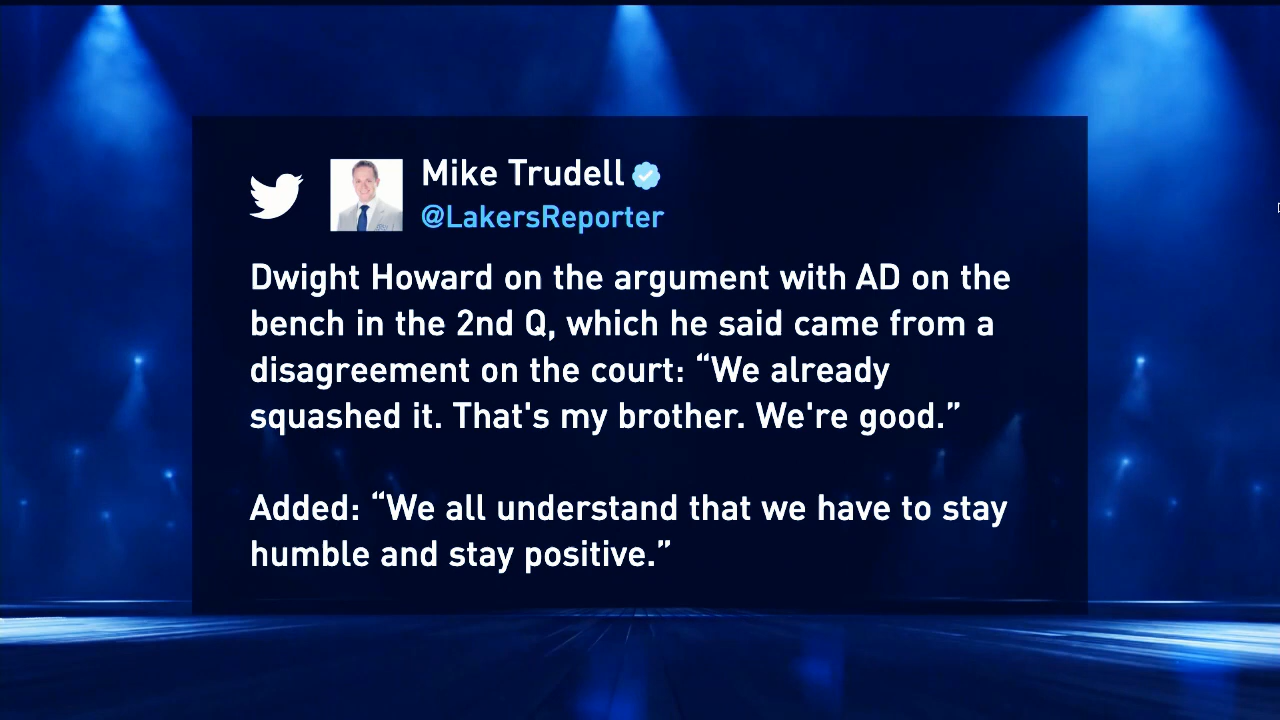 Mike Trudell
@LakersReporter
Dwight Howard on the argument with AD on the
bench in the 2nd Q, which he said came from a
disagreement on the court: “We already
squashed it. That's my brother. We're good.”
Added: “We all understand that we have to stay
humble and stay positive.”